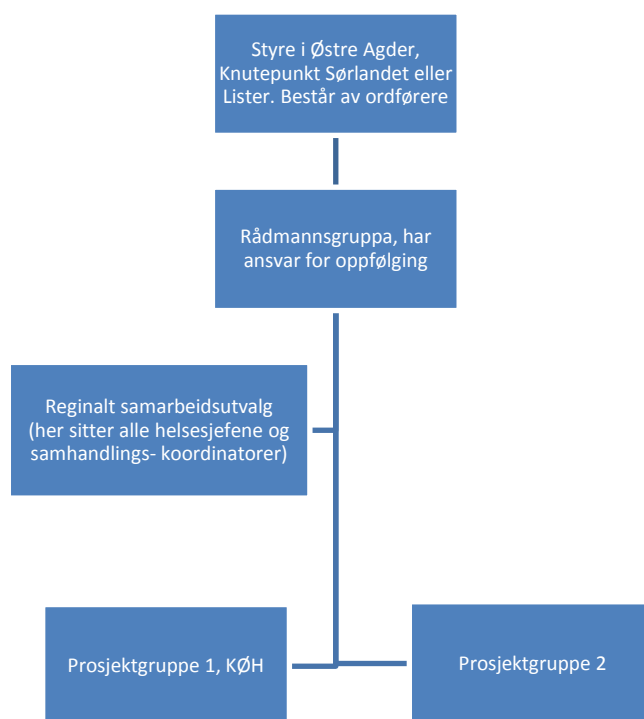 Styre i Østre Agder,
Knutepunkt Sørlandet eller
Lister. Består av ordførere
Rådmannsgruppa, har
ansvar for oppfølging
Reginalt samarbeidsutvalg
(her sitter alle helsesjefene og
samhandlings- koordinatorer)
Prosjektgruppe 1, KØH
Prosjektgruppe 2